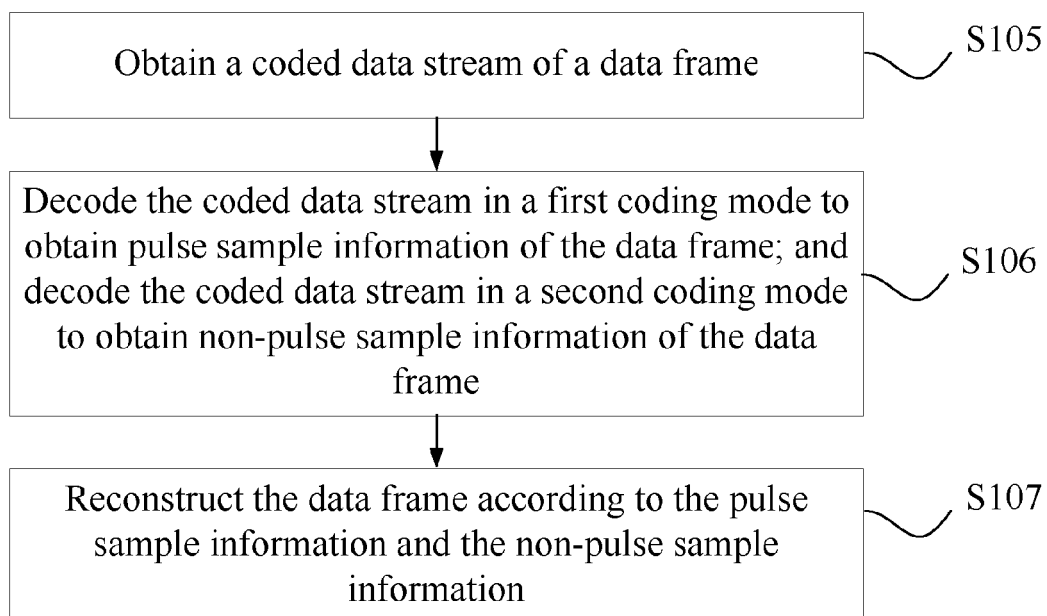 Obtain a coded data stream of a data frame
S105
Decode the coded data stream in a first coding mode to
obtain pulse sample information of the data frame; and
decode the coded data stream in a second coding mode
to obtain non-pulse sample information of the data
frame
S106
Reconstruct the data frame according to the pulse
sample information and the non-pulse sample
information
S107